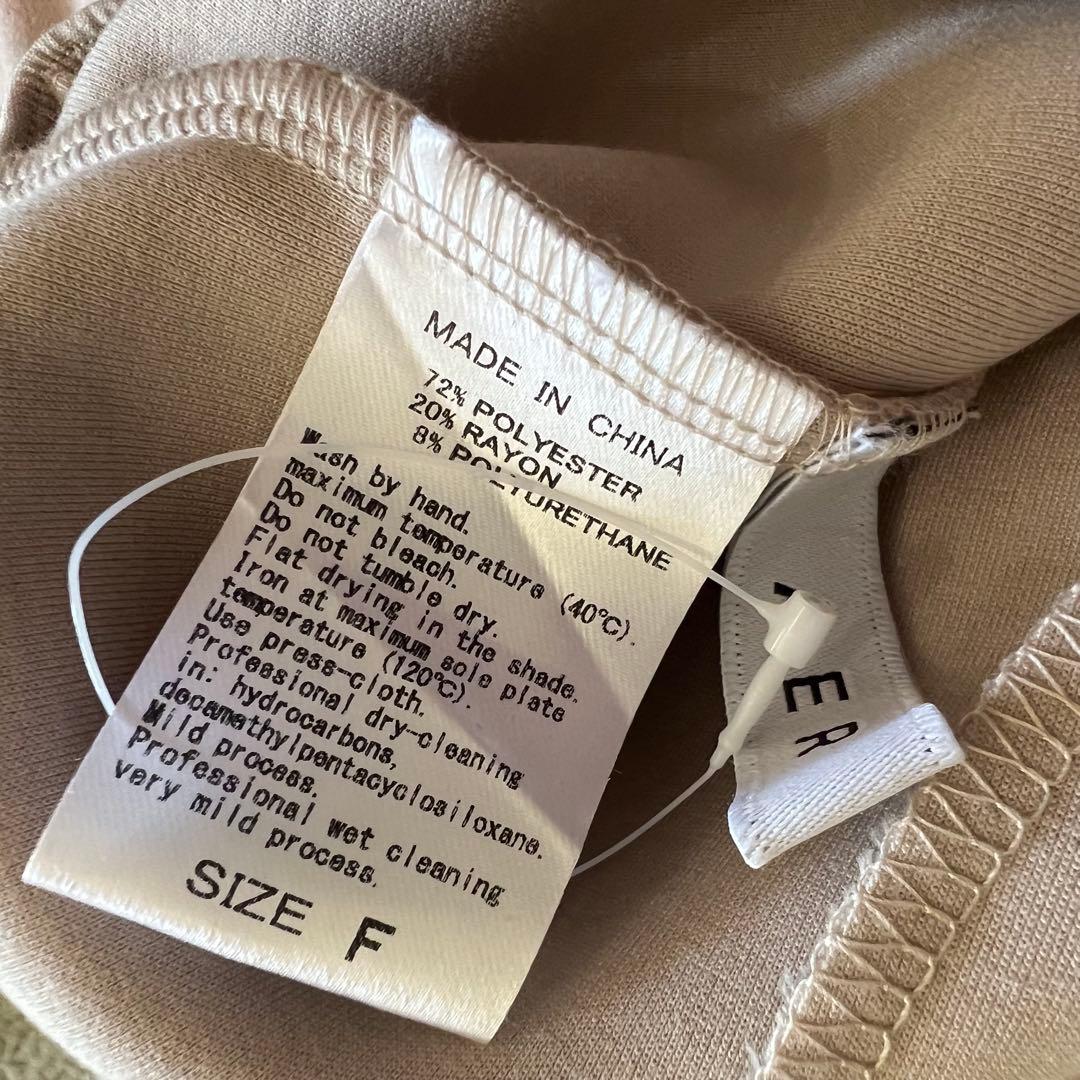 MADE IN CHINA
72% POLYESTER
20% RAYON
8% POLYURETHANE
Wash by hand.
maximum temperature (40℃).
Do not bleach.
Do not tumble dry.
Flat drying in the shade.
Iron at maximum sole plate
temperature (120℃).
Use press-cloth.
Professional dry-cleaning
in: hydrocarbons,
decamethylpentacyclosiloxane.
Mild process.
Professional wet cleaning
very mild process.
SIZE F
ER